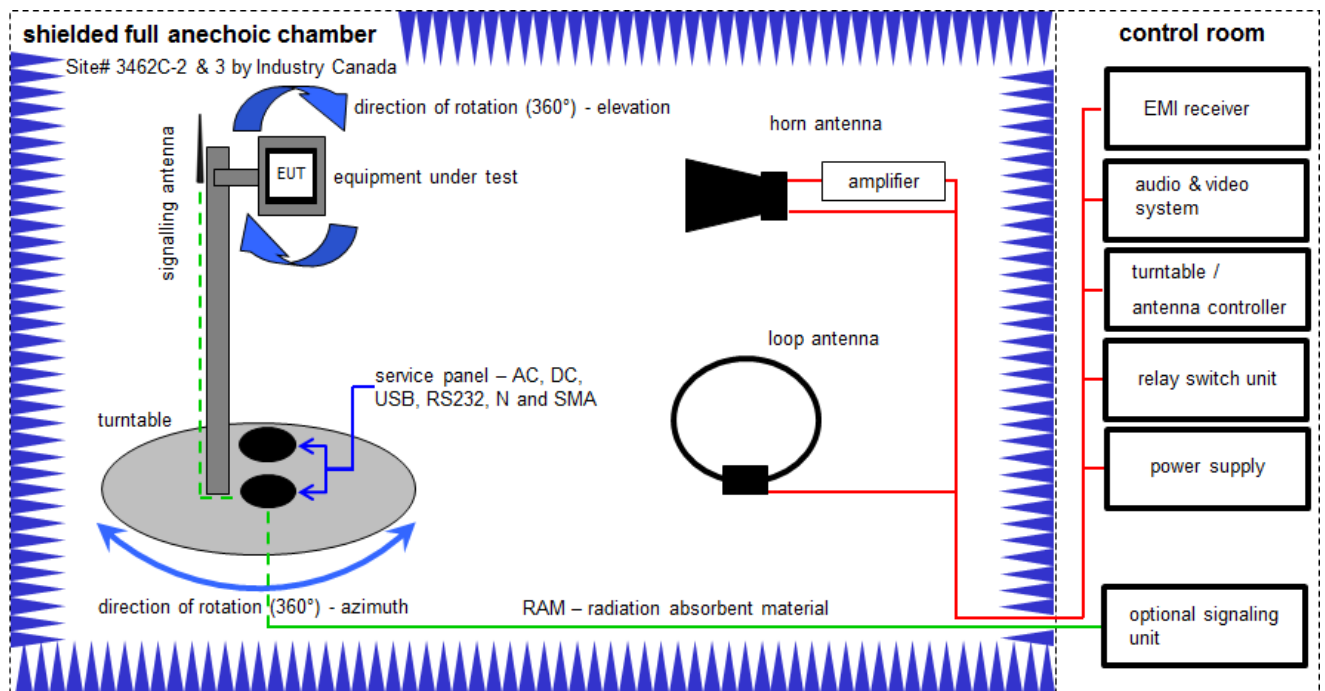 shielded full anechoic chamber
Site# 3462C-2 & 3 by Industry Canada
direction of rotation (360°) - elevation
signalling antenna
EUT
equipment under test
horn antenna
amplifier
loop antenna
service panel – AC, DC,
USB, RS232, N and SMA
turntable
direction of rotation (360°) - azimuth
RAM – radiation absorbent material
control room
EMI receiver
audio & video
system
turntable /
antenna controller
relay switch unit
power supply
optional signaling
unit